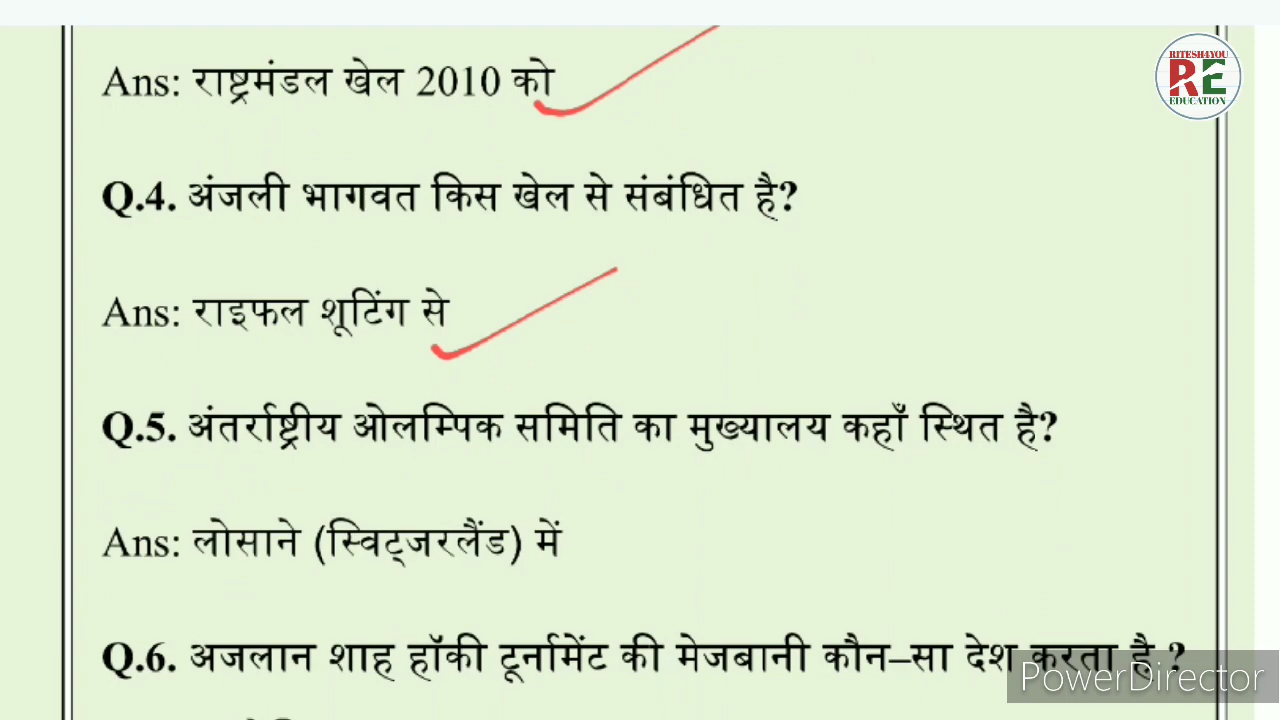 RITESH4YOU
RE
EDUCATION
Ans: राष्ट्रमंडल खेल 2010 को
Q.4. अंजली भागवत किस खेल से संबंधित है?
Ans: राइफल शूटिंग से
Q.5. अंतर्राष्ट्रीय ओलम्पिक समिति का मुख्यालय कहाँ स्थित है?
Ans: लोसाने (स्विट्जरलैंड) में
Q.6. अजलान शाह हॉकी टूर्नामेंट की मेजबानी कौन–सा देश करता है ?
PowerDirector